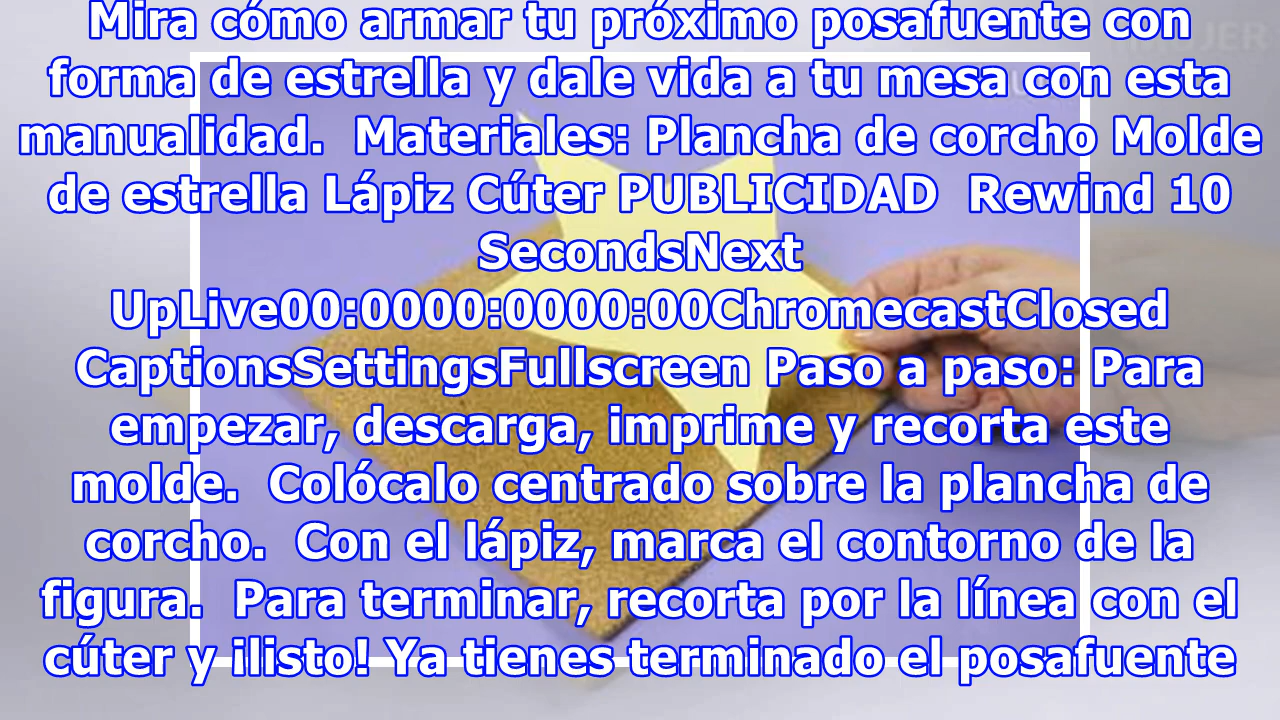 Mira cómo armar tu próximo posafuente con
forma de estrella y dale vida a tu mesa con esta
manualidad.  Materiales: Plancha de corcho Molde
de estrella Lápiz Cúter PUBLICIDAD  Rewind 10
SecondsNext
UpLive00:0000:0000:00ChromecastClosed
CaptionsSettingsFullscreen Paso a paso: Para
empezar, descarga, imprime y recorta este
molde.  Colócalo centrado sobre la plancha de
corcho.  Con el lápiz, marca el contorno de la
figura.  Para terminar, recorta por la línea con el
cúter y ilisto! Ya tienes terminado el posafuente